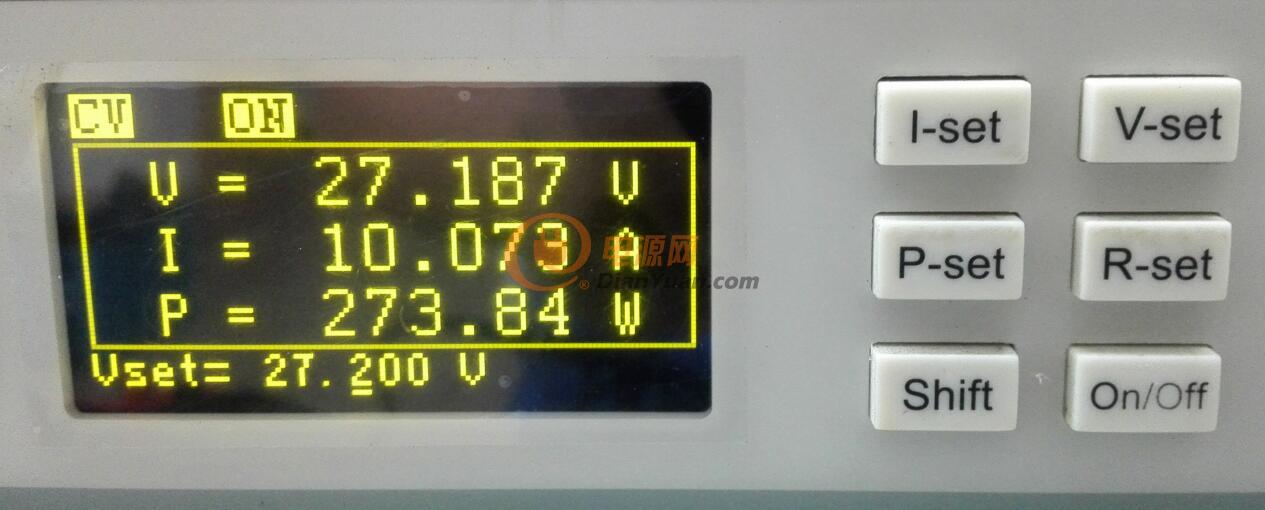 CV ON
V = 27.187 V
I = 10.073 A
P = 273.84 W
Vset= 27.200 V
I-set V-set
P-set R-set
Shift On/Off
电源网
® DianYuan.com